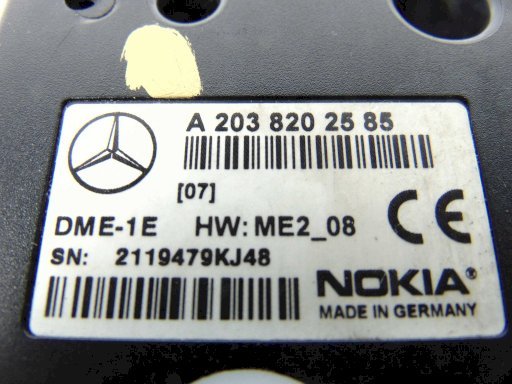 A 203 820 25 85
[07]
DME-1E HW: ME2_08
CE
SN: 2119479KJ48
NOKIA®
MADE IN GERMANY